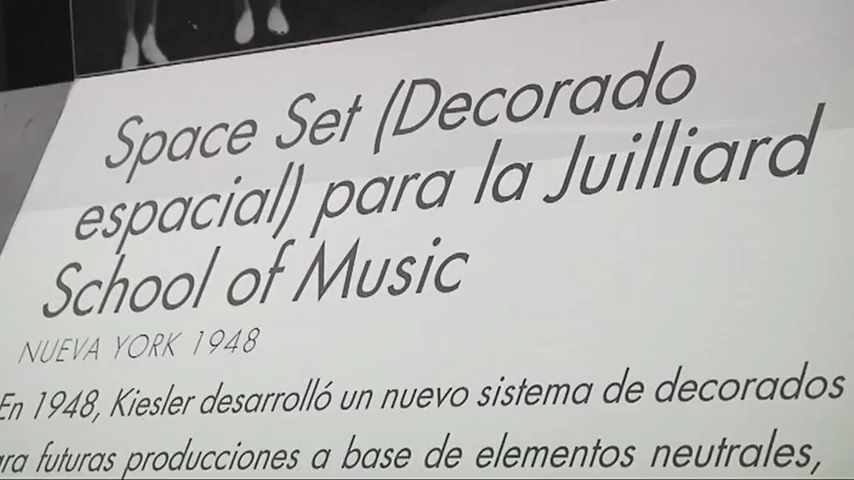 Space Set (Decorado
espacial) para la Juilliard
School of Music
NUEVA YORK 1948
En 1948, Kiesler desarrolló un nuevo sistema de decorados
futuras producciones a base de elementos neutrales,